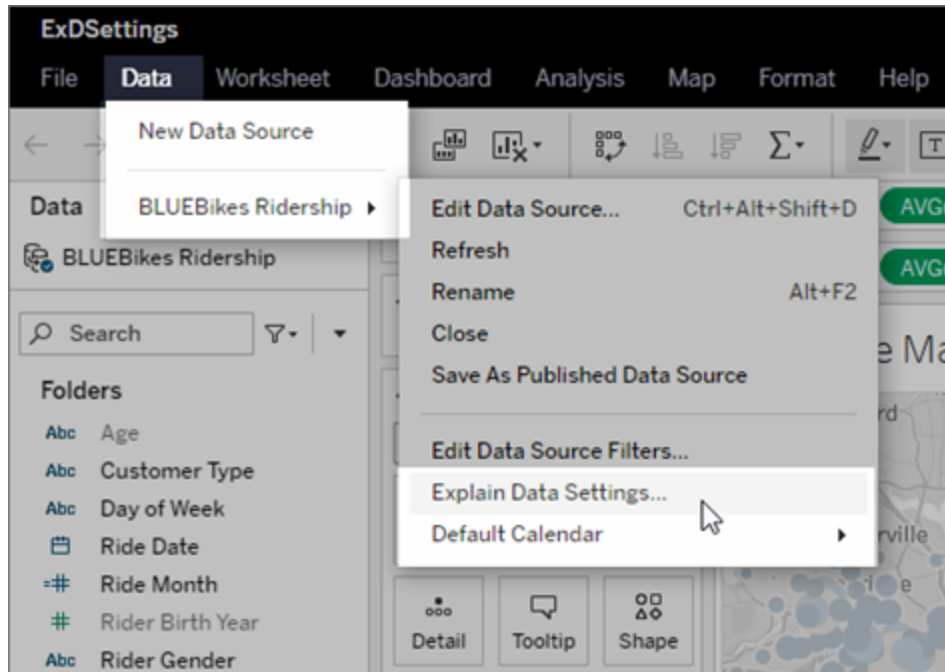 ExDSettings
File Data Worksheet Dashboard Analysis Map Format Help
New Data Source
Data
BLUEBikes Ridership
BLUEBikes Ridership
Search
Folders
Abc Age
Abc Customer Type
Abc Day of Week
Ride Date
=# Ride Month
# Rider Birth Year
Abc Rider Gender
Edit Data Source... Ctrl+Alt+Shift+D
Refresh
Rename Alt+F2
Close
Save As Published Data Source
Edit Data Source Filters...
Explain Data Settings...
Default Calendar
Detail Tooltip Shape
AVG
AVG
e Ma
rd
rville